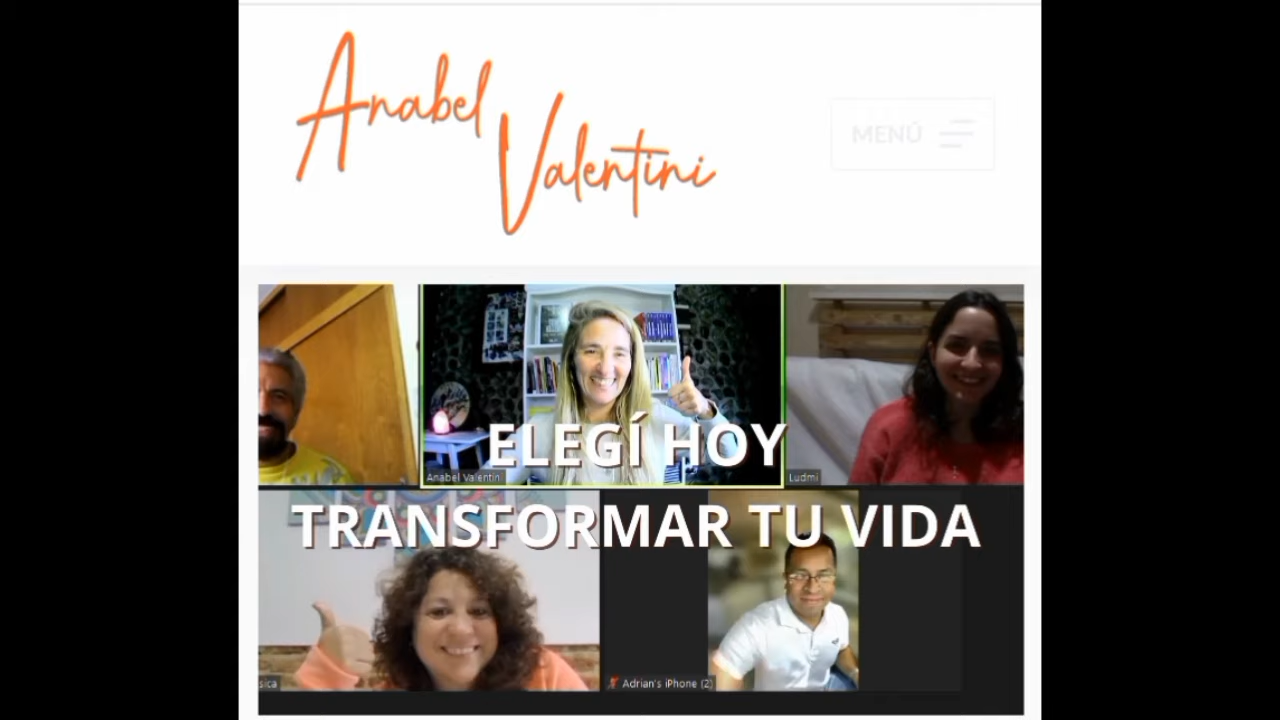 Anabel
Valentini
MENÚ
ELEGÍ HOY
Anabel Valentin
Ludmi
TRANSFORMAR TU VIDA
sica
Adrian's iPhone (2)